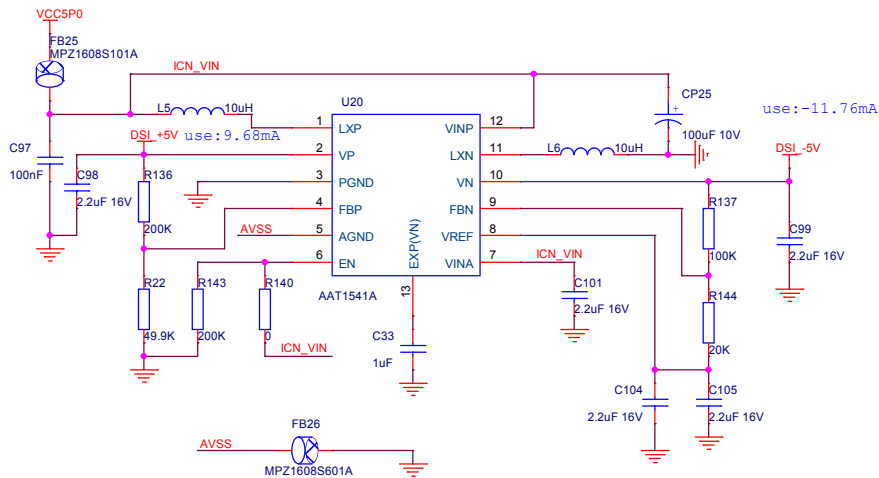 VCC5P0
FB25
MPZ1608S101A
ICN_VIN
CP25
100uF 10V
use:-11.76mA
U20
L5
10uH
1
LXP
VINP
12
DSI_+5V
use:9.68mA
2
VP
LXN
11
L6
10uH
DSI_-5V
C97
100nF
C98
2.2uF 16V
R136
200K
3
PGND
VN
10
4
FBP
FBN
9
R137
100K
C99
2.2uF 16V
AVSS
5
AGND
VREF
8
6
EN
VINA
7
ICN_VIN
EXP(VN)
13
AAT1541A
C101
2.2uF 16V
R22
49.9K
R143
200K
R140
0
ICN_VIN
R144
20K
C33
1uF
C104
2.2uF 16V
C105
2.2uF 16V
AVSS
FB26
MPZ1608S601A